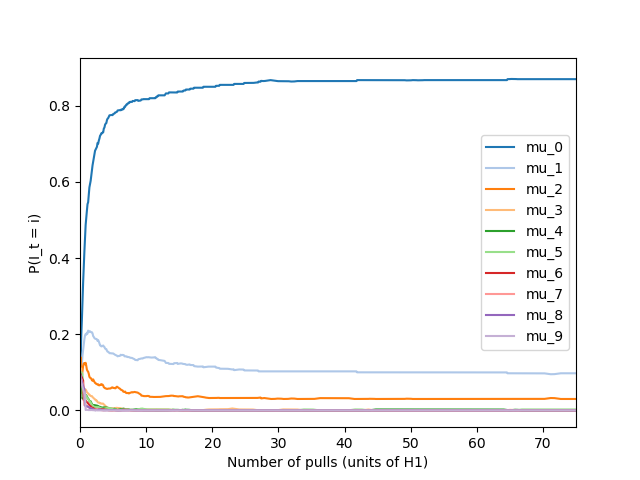 P(I_t = i)
0.8
0.6
0.4
0.2
0.0
mu_0
mu_1
mu_2
mu_3
mu_4
mu_5
mu_6
mu_7
mu_8
mu_9
0 10 20 30 40 50 60 70
Number of pulls (units of H1)